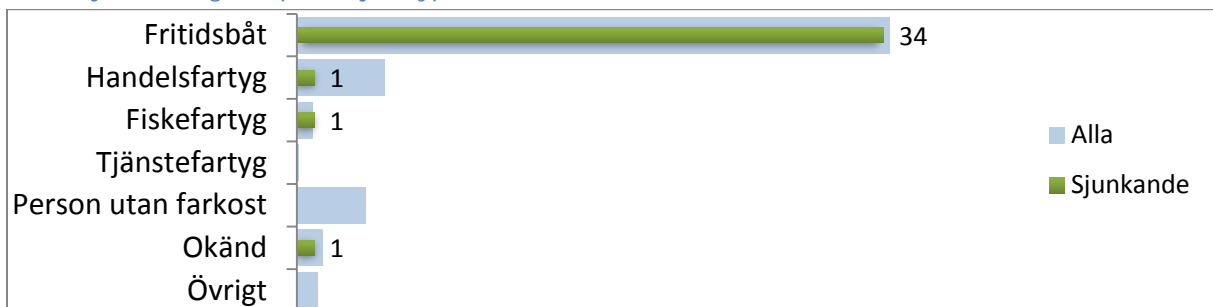 Fritidsbåt 34
Handelsfartyg 1
Fiskefartyg 1
Tjänstefartyg
Person utan farkost
Okänd 1
Övrigt
Alla
Sjunkande